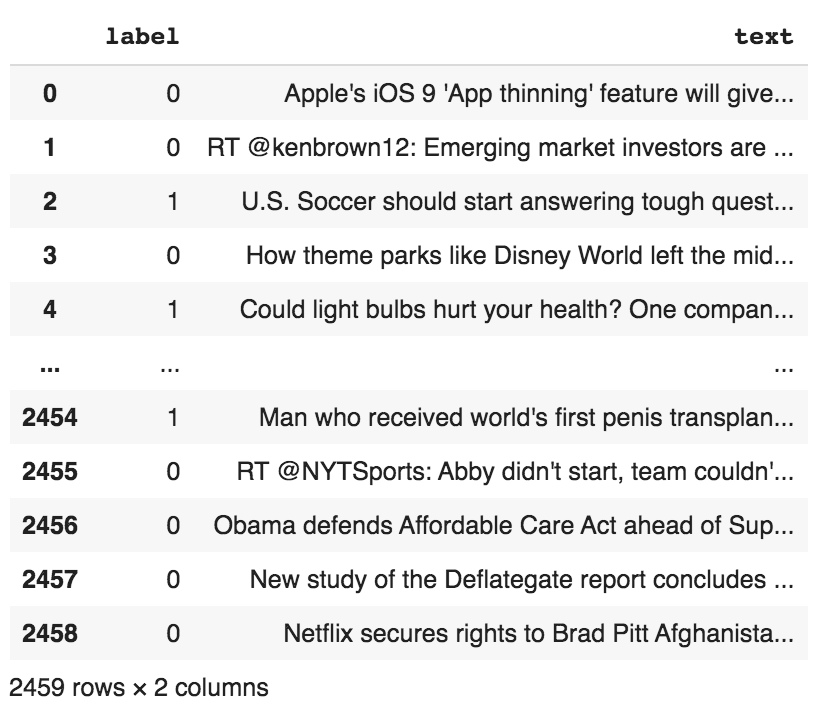 label text
0 0 Apple's iOS 9 'App thinning' feature will give...
1 0 RT @kenbrown12: Emerging market investors are ...
2 1 U.S. Soccer should start answering tough quest...
3 0 How theme parks like Disney World left the mid...
4 1 Could light bulbs hurt your health? One compan...
... ... ...
2454 1 Man who received world's first penis transplan...
2455 0 RT @NYTSports: Abby didn't start, team couldn'...
2456 0 Obama defends Affordable Care Act ahead of Sup...
2457 0 New study of the Deflategate report concludes ...
2458 0 Netflix secures rights to Brad Pitt Afghanista...
2459 rows × 2 columns